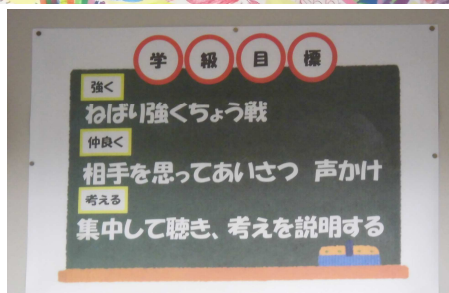 学級目標
強く
ねばり強くちょう戦
仲良く
相手を思ってあいさつ 声かけ
考える
集中して聴き、考えを説明する